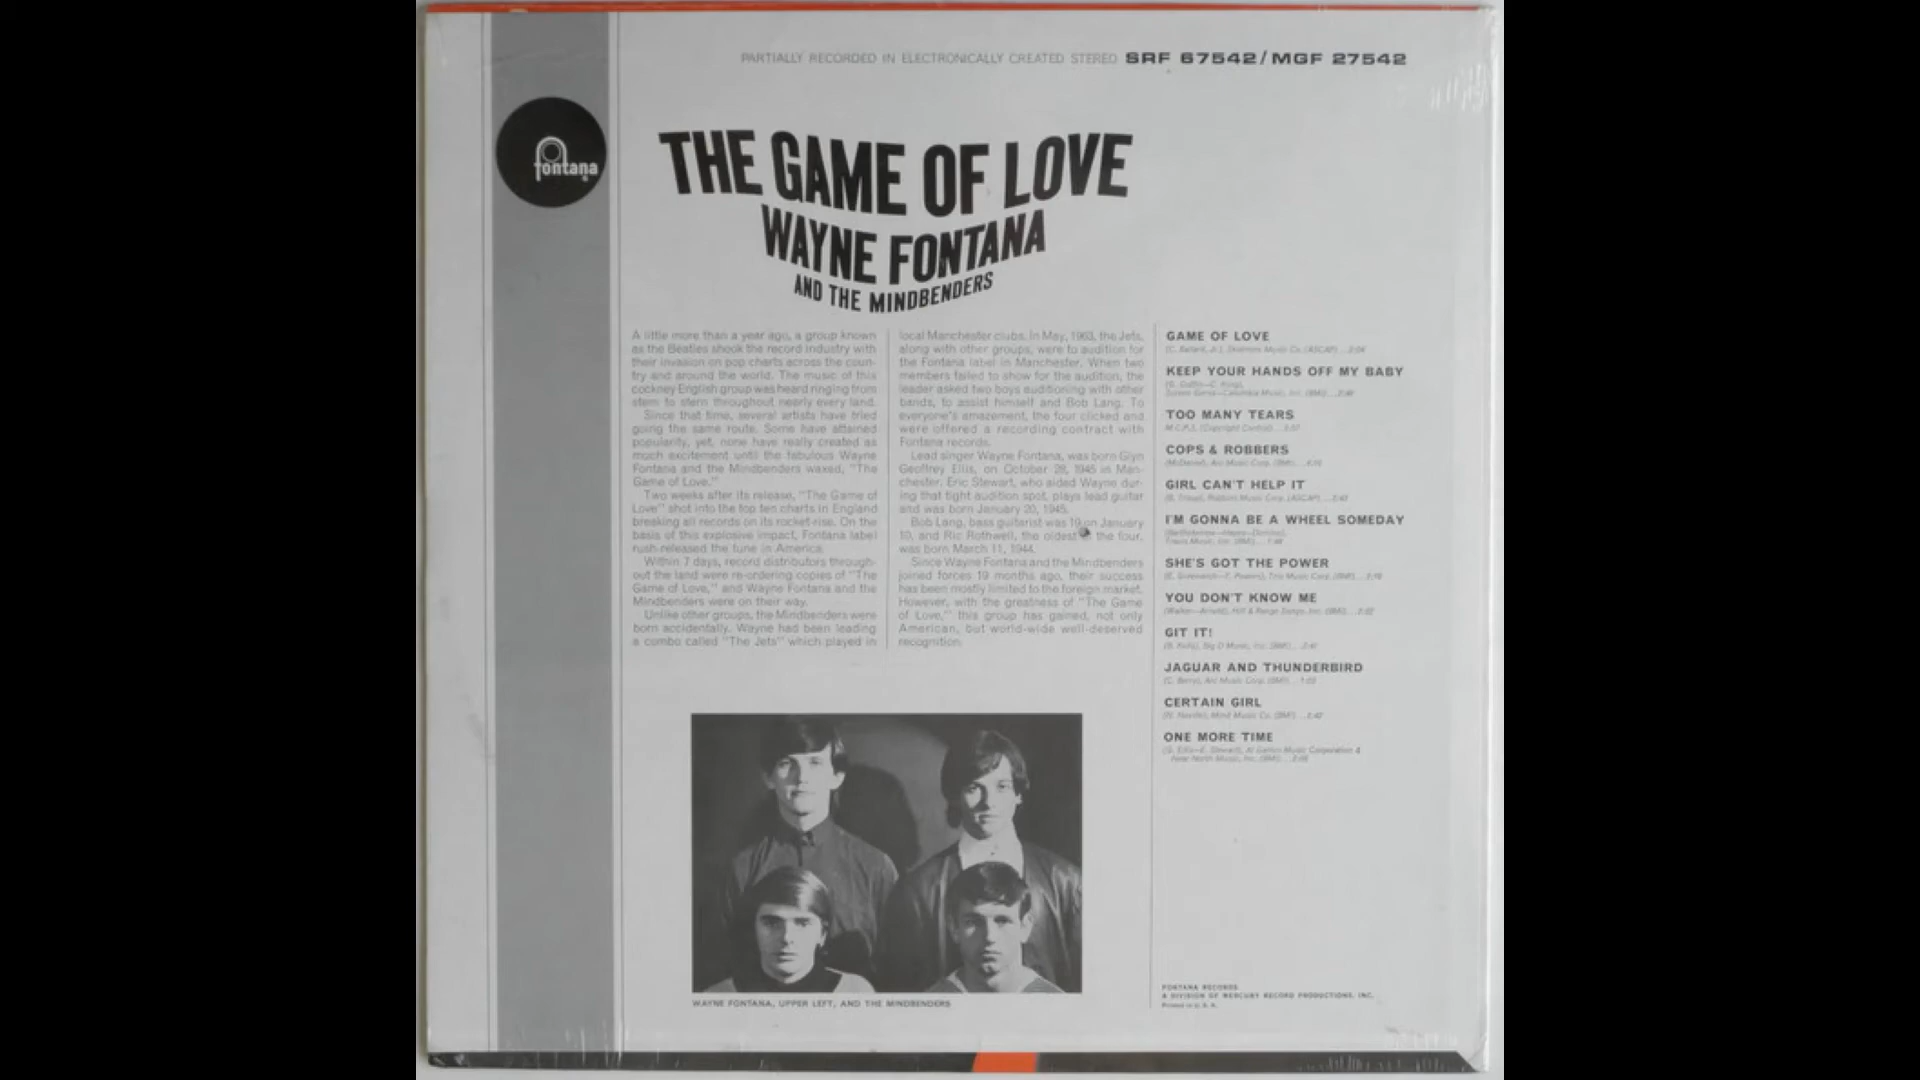 PARTIALLY RECORDED IN ELECTRONICALLY CREATED STEREO SRF 67542/MGF 27542
fontana
THE GAME OF LOVE
WAYNE FONTANA
AND THE MINDBENDERS
A little more than a year ago, a group known
as the Beatles shook the record industry with
their invasion on pop charts across the coun-
try and around the world. The music of this
cockney English group was heard ringing from
stem to stern throughout nearly every land.
Since that time, several artists have tried
going the same route. Some have attained
popularity, yet, none have really created as
much excitement until the fabulous Wayne
Fontana and the Mindbenders waxed, "The
Game of Love."
Two weeks after its release, "The Game of
Love" shot into the top ten charts in England
breaking all records on its rocket rise. On the
basis of this explosive impact, Fontana label
rush-released the tune in America.
Within 7 days, record distributors through-
out the land were re-ordering copies of "The
Game of Love," and Wayne Fontana and the
Mindbenders were on their way.
Unlike other groups, the Mindbenders were
born accidentally. Wayne had been leading
a combo called "The Jets" which played in
local Manchester clubs. In May, 1963, the Jets,
along with other groups, were to audition for
the Fontana label in Manchester. When two
members failed to show for the audition, the
leader asked two boys auditioning with other
bands, to assist himself and Bob Lang. To
everyone's amazement, the four clicked and
were offered a recording contract with
Fontana records.
Lead singer Wayne Fontana, was born Glyn
Geoffrey Ellis, on October 28, 1945 in Man-
chester. Eric Stewart, who aided Wayne dur-
ing that tight audition spot, plays lead guitar
and was born January 20, 1945.
Bob Lang, bass guitarist was 19 on January
10, and Ric Rothwell, the oldest the four,
was born March 11, 1944.
Since Wayne Fontana and the Mindbenders
joined forces 19 months ago, their success
has been mostly limited to the foreign market.
However, with the greatness of "The Game
of Love," this group has gained, not only
American, but world-wide well-deserved
recognition.
GAME OF LOVE
KEEP YOUR HANDS OFF MY BABY
TOO MANY TEARS
COPS & ROBBERS
GIRL CAN'T HELP IT
I'M GONNA BE A WHEEL SOMEDAY
SHE'S GOT THE POWER
YOU DON'T KNOW ME
GIT IT!
JAGUAR AND THUNDERBIRD
(C. Berry), Arc Music Corp. (BMI)
CERTAIN GIRL
ONE MORE TIME
WAYNE FONTANA, UPPER LEFT, AND THE MINDBENDERS
FONTANA RECORDS
A DIVISION OF MERCURY RECORD PRODUCTIONS, INC.
Printed in U.S.A.